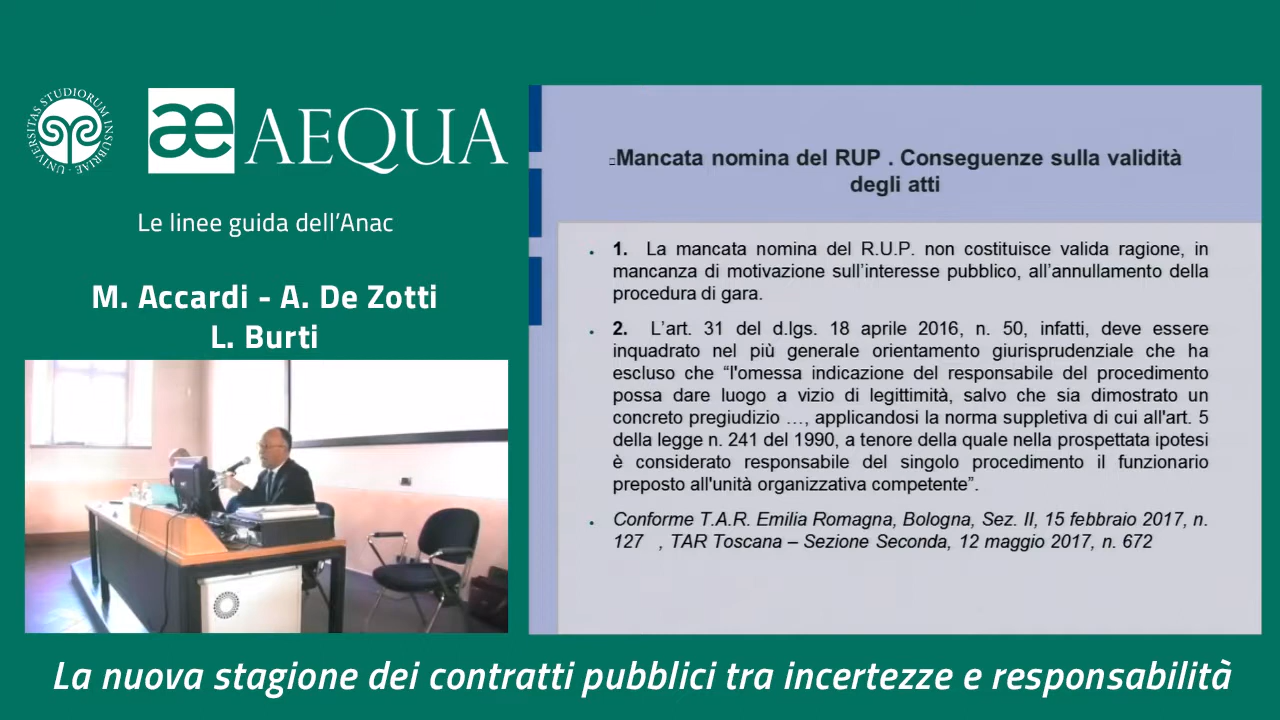 UNIVERSITAS STUDIORUM INSUBRIAE
æ AEQUA
Le linee guida dell'Anac
M. Accardi - A. De Zotti
L. Burti
Mancata nomina del RUP . Conseguenze sulla validità
degli atti
• 1. La mancata nomina del R.U.P. non costituisce valida ragione, in
mancanza di motivazione sull'interesse pubblico, all'annullamento della
procedura di gara.
• 2. L'art. 31 del d.lgs. 18 aprile 2016, n. 50, infatti, deve essere
inquadrato nel più generale orientamento giurisprudenziale che ha
escluso che “l'omessa indicazione del responsabile del procedimento
possa dare luogo a vizio di legittimità, salvo che sia dimostrato un
concreto pregiudizio …, applicandosi la norma suppletiva di cui all'art. 5
della legge n. 241 del 1990, a tenore della quale nella prospettata ipotesi
è considerato responsabile del singolo procedimento il funzionario
preposto all'unità organizzativa competente”.
• Conforme T.A.R. Emilia Romagna, Bologna, Sez. II, 15 febbraio 2017, n.
127 , TAR Toscana – Sezione Seconda, 12 maggio 2017, n. 672
La nuova stagione dei contratti pubblici tra incertezze e responsabilità